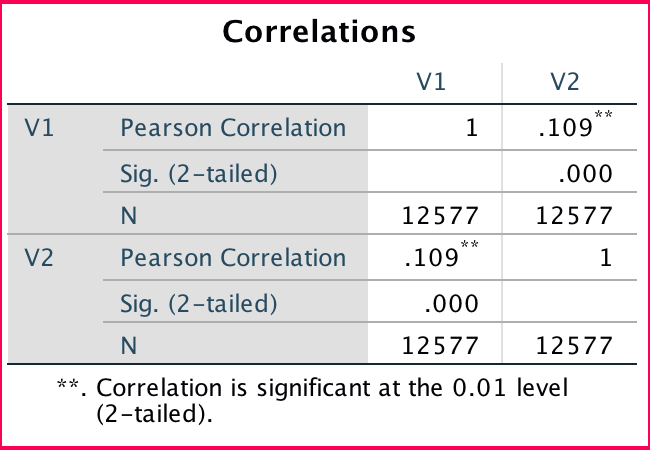 Correlations
V1 V2
V1 Pearson Correlation 1 .109**
Sig. (2-tailed) .000
N 12577 12577
V2 Pearson Correlation .109** 1
Sig. (2-tailed) .000
N 12577 12577
**. Correlation is significant at the 0.01 level
(2-tailed).